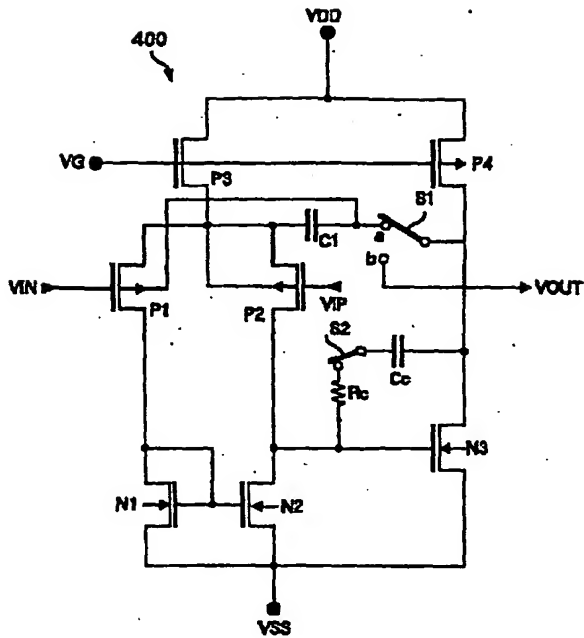 VDD
400
VG
P3
P4
S1
C1
a
b
VIN
P1
P2
VIP
VOUT
S2
Cc
Rc
N3
N1
N2
VSS